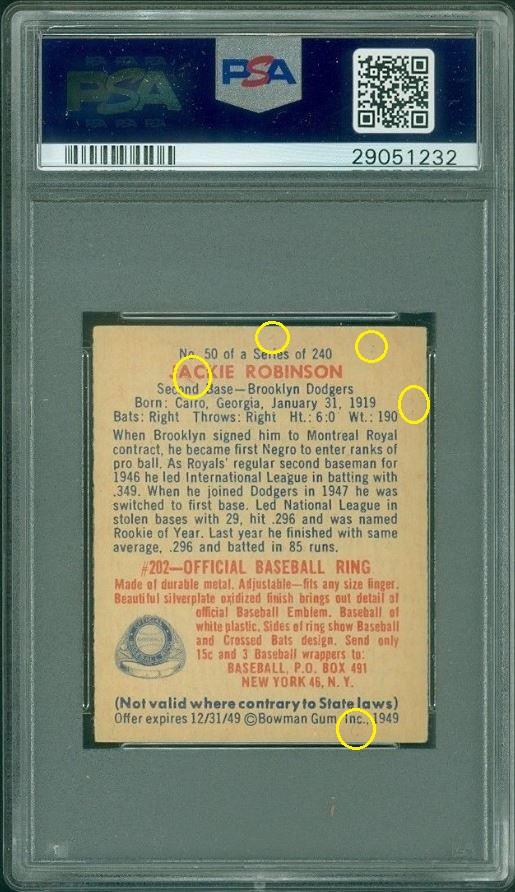 PSA
PSA
29051232
No. 50 of a Series of 240
JACKIE ROBINSON
Second Base—Brooklyn Dodgers
Born: Cairo, Georgia, January 31, 1919
Bats: Right Throws: Right Ht.: 6:0 Wt.: 190
When Brooklyn signed him to Montreal Royal
contract, he became first Negro to enter ranks of
pro ball. As Royals' regular second baseman for
1946 he led International League in batting with
.349. When he joined Dodgers in 1947 he was
switched to first base. Led National League in
stolen bases with 29, hit .296 and was named
Rookie of Year. Last year he finished with same
average, .296 and batted in 85 runs.
#202—OFFICIAL BASEBALL RING
Made of durable metal. Adjustable—fits any size finger.
Beautiful silverplate oxidized finish brings out detail of
official Baseball Emblem. Baseball of
white plastic. Sides of ring show Baseball
and Crossed Bats design. Send only
15c and 3 Baseball wrappers to:
BASEBALL, P.O. BOX 491
NEW YORK 46, N. Y.
(Not valid where contrary to State laws)
Offer expires 12/31/49 ©Bowman Gum, Inc., 1949